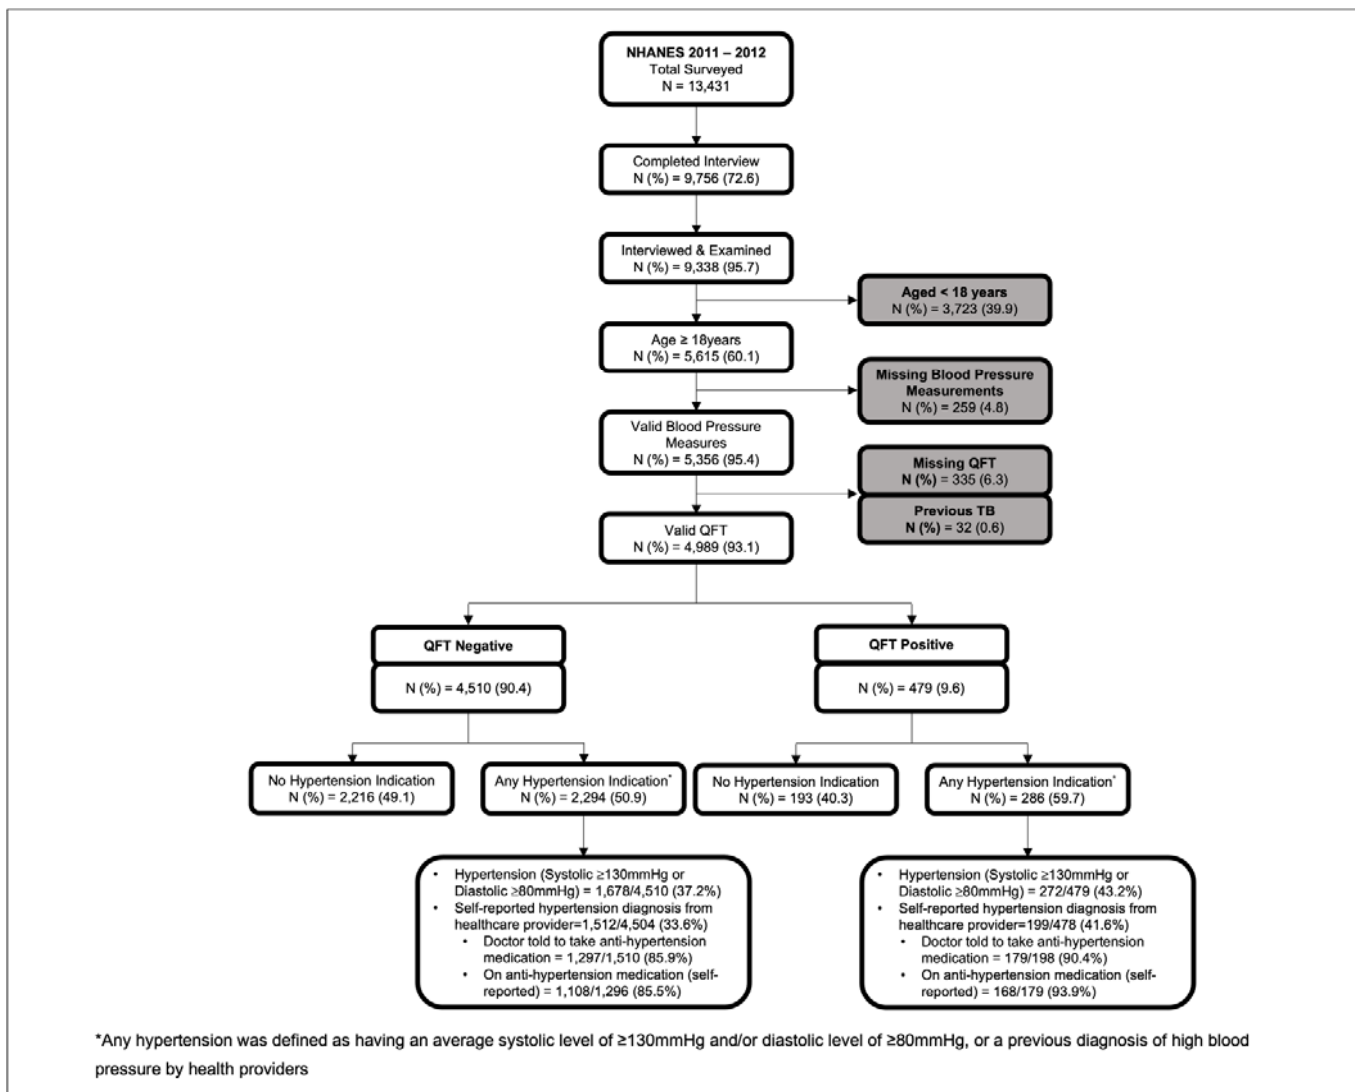 NHANES 2011 – 2012
Total Surveyed
N = 13,431
Completed Interview
N (%) = 9,756 (72.6)
Interviewed & Examined
N (%) = 9,338 (95.7)
Aged < 18 years
N (%) = 3,723 (39.9)
Age ≥ 18years
N (%) = 5,615 (60.1)
Missing Blood Pressure
Measurements
N (%) = 259 (4.8)
Valid Blood Pressure
Measures
N (%) = 5,356 (95.4)
Missing QFT
N (%) = 335 (6.3)
Previous TB
N (%) = 32 (0.6)
Valid QFT
N (%) = 4,989 (93.1)
QFT Negative
N (%) = 4,510 (90.4)
QFT Positive
N (%) = 479 (9.6)
No Hypertension Indication
N (%) = 2,216 (49.1)
Any Hypertension Indication*
N (%) = 2,294 (50.9)
No Hypertension Indication
N (%) = 193 (40.3)
Any Hypertension Indication*
N (%) = 286 (59.7)
• Hypertension (Systolic ≥130mmHg or
Diastolic ≥80mmHg) = 1,678/4,510 (37.2%)
• Self-reported hypertension diagnosis from
healthcare provider=1,512/4,504 (33.6%)
• Doctor told to take anti-hypertension
medication = 1,297/1,510 (85.9%)
• On anti-hypertension medication (self-
reported) = 1,108/1,296 (85.5%)
• Hypertension (Systolic ≥130mmHg or
Diastolic ≥80mmHg) = 272/479 (43.2%)
• Self-reported hypertension diagnosis from
healthcare provider=199/478 (41.6%)
• Doctor told to take anti-hypertension
medication = 179/198 (90.4%)
• On anti-hypertension medication (self-
reported) = 168/179 (93.9%)
*Any hypertension was defined as having an average systolic level of ≥130mmHg and/or diastolic level of ≥80mmHg, or a previous diagnosis of high blood
pressure by health providers